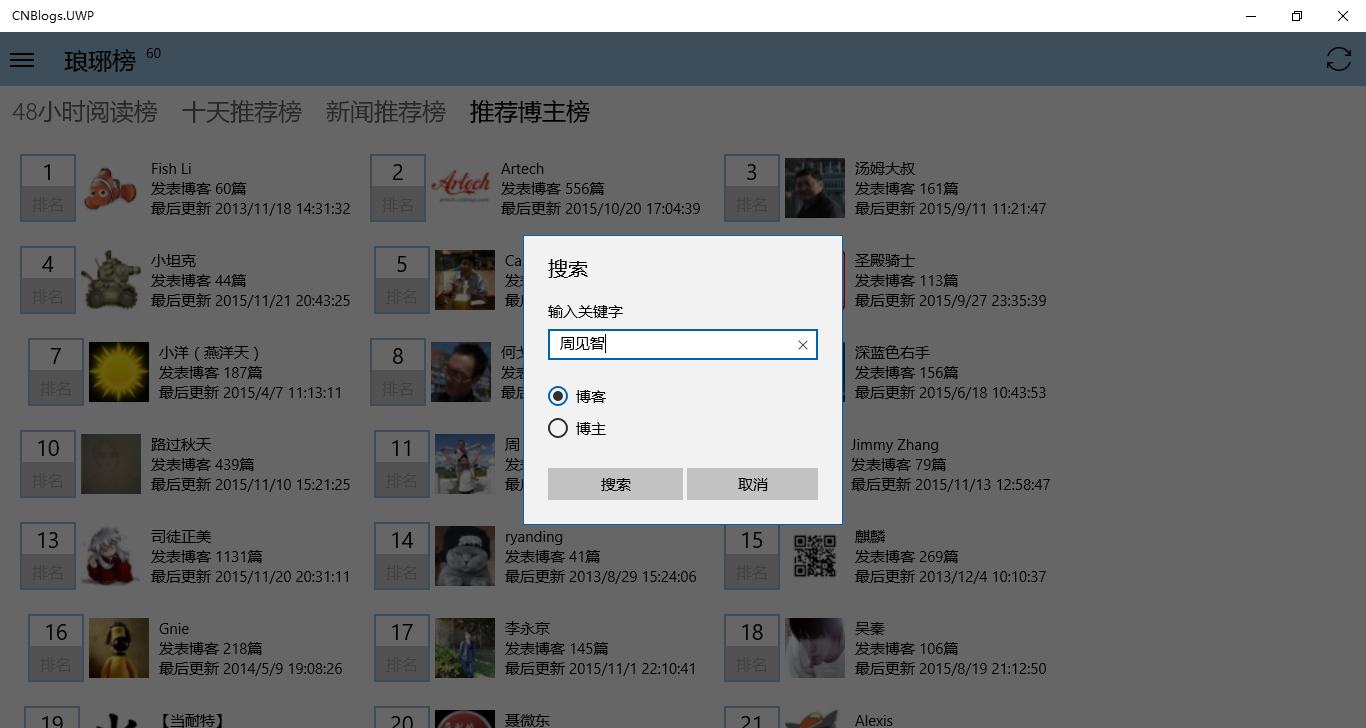 CNBlogs.UWP
琅琊榜 60
48小时阅读榜 十天推荐榜 新闻推荐榜 推荐博主榜
1
排名
Fish Li
发表博客 60篇
最后更新 2013/11/18 14:31:32
2
排名
Artech
artech.cnblogs.com
Artech
发表博客 556篇
最后更新 2015/10/20 17:04:39
3
排名
汤姆大叔
发表博客 161篇
最后更新 2015/9/11 11:21:47
4
排名
小坦克
发表博客 44篇
最后更新 2015/11/21 20:43:25
5
排名
Ca
发
最
圣殿骑士
发表博客 113篇
最后更新 2015/9/27 23:35:39
7
排名
小洋（燕洋天）
发表博客 187篇
最后更新 2015/4/7 11:13:11
8
排名
何
发
最
深蓝色右手
发表博客 156篇
最后更新 2015/6/18 10:43:53
10
排名
路过秋天
发表博客 439篇
最后更新 2015/11/10 15:21:25
11
排名
周
发
最
Jimmy Zhang
发表博客 79篇
最后更新 2015/11/13 12:58:47
13
排名
司徒正美
发表博客 1131篇
最后更新 2015/11/20 20:31:11
14
排名
ryanding
发表博客 41篇
最后更新 2013/8/29 15:24:06
15
排名
麒麟
发表博客 269篇
最后更新 2013/12/4 10:10:37
16
排名
Gnie
发表博客 218篇
最后更新 2014/5/9 19:08:26
17
排名
李永京
发表博客 145篇
最后更新 2015/11/1 22:10:41
18
排名
吴秦
发表博客 106篇
最后更新 2015/8/19 21:12:50
19
【当耐特】
20
聂微东
21
Alexis
搜索
输入关键字
周见智
博客
博主
搜索 取消